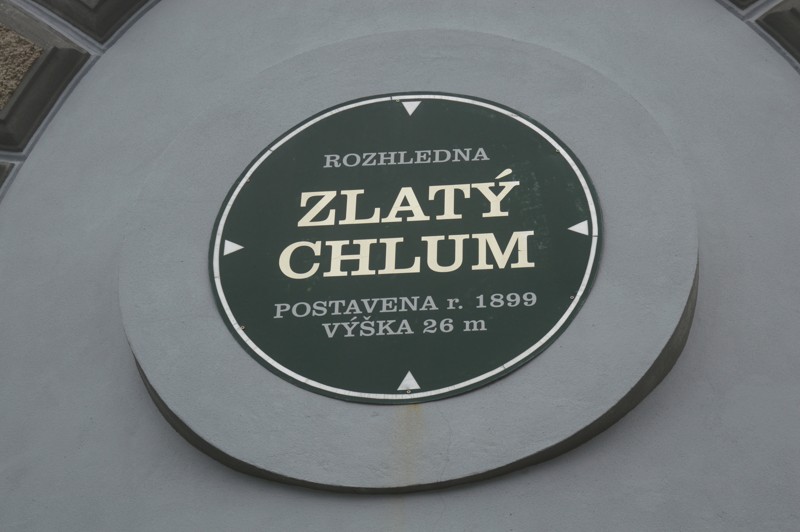 ROZHLEDNA
ZLATÝ
CHLUM
POSTAVENA r. 1899
VÝŠKA 26 m